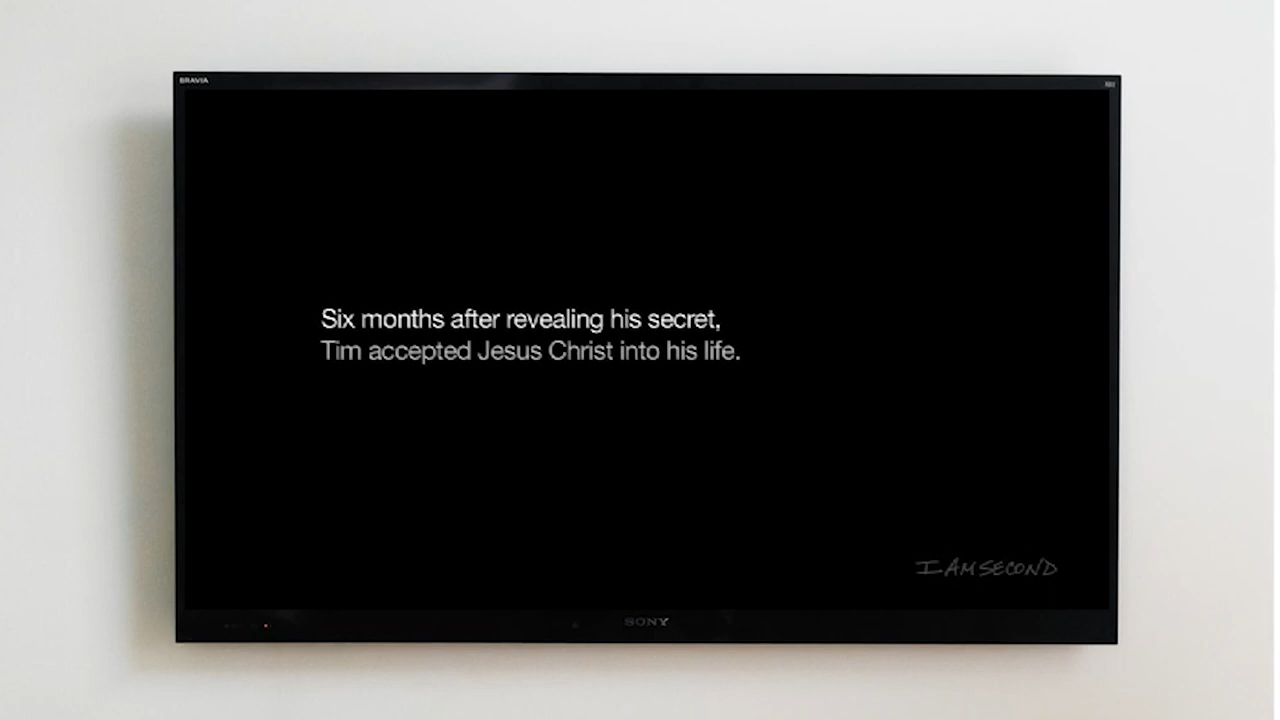 BRAVIA
Six months after revealing his secret,
Tim accepted Jesus Christ into his life.
I AM SECOND
SONY